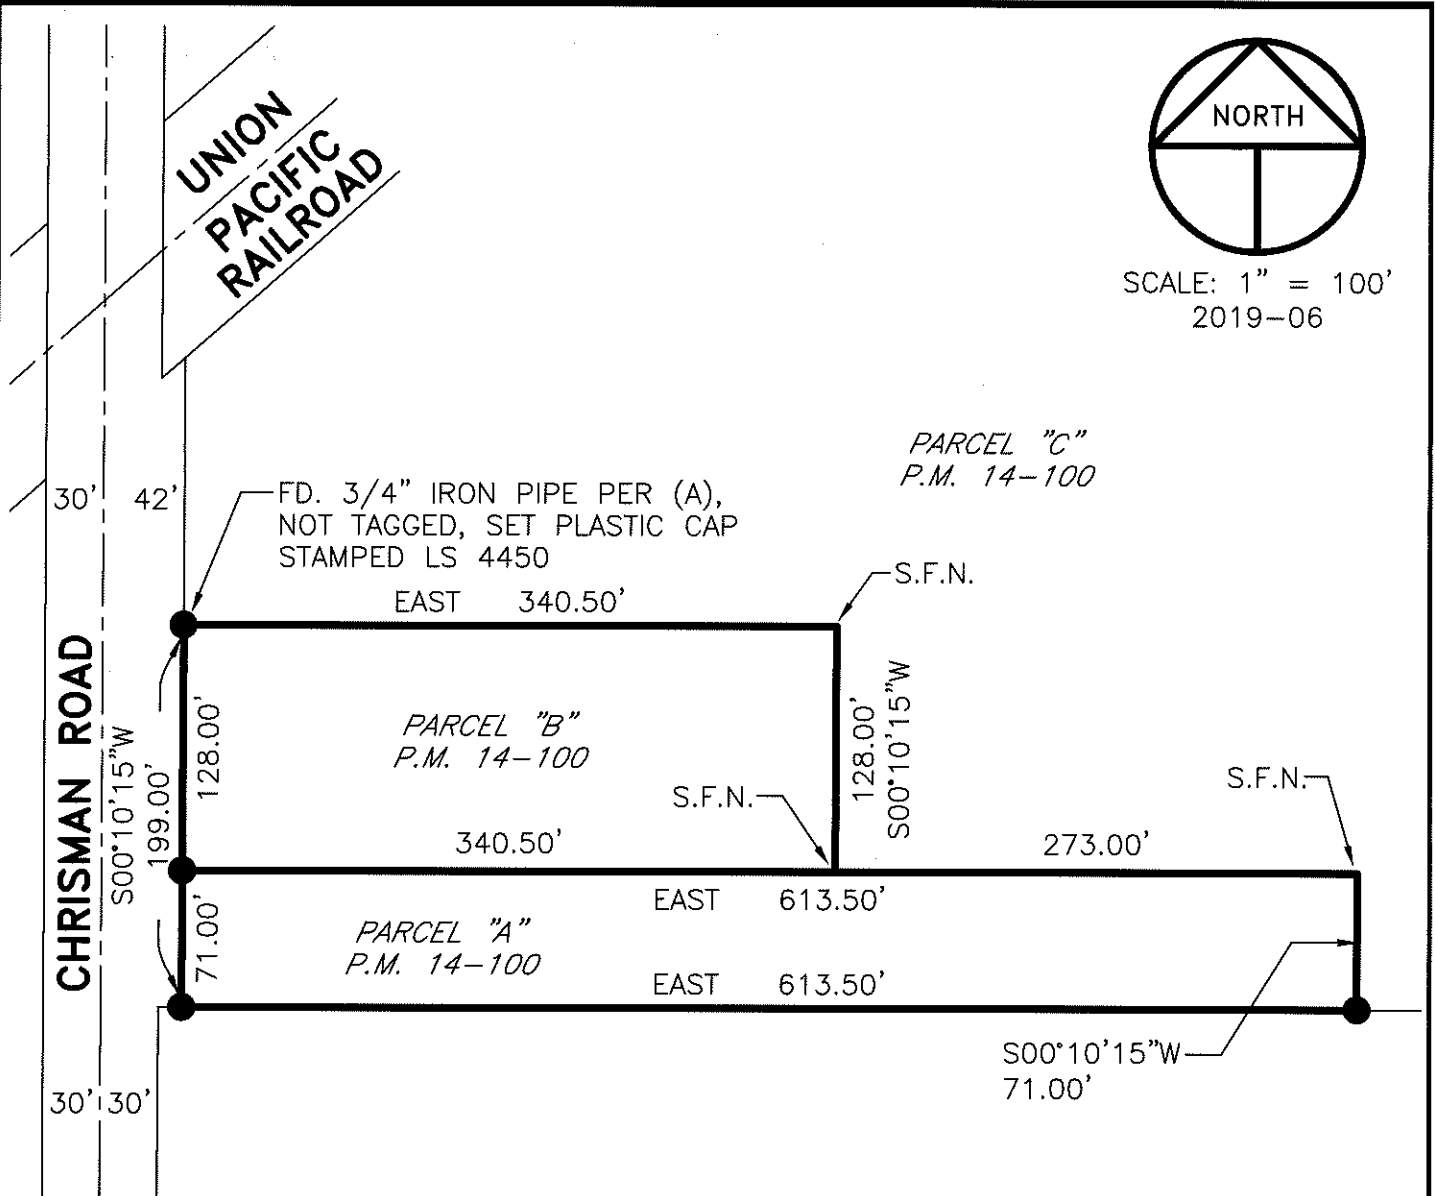 UNION
PACIFIC
RAILROAD
NORTH
SCALE: 1" = 100'
2019-06
PARCEL "C"
P.M. 14-100
30' 42'
FD. 3/4" IRON PIPE PER (A),
NOT TAGGED, SET PLASTIC CAP
STAMPED LS 4450
S.F.N.
EAST 340.50'
CHRISMAN ROAD
S00°10'15"W
199.00'
128.00'
PARCEL "B"
P.M. 14-100
128.00'
S00°10'15"W
S.F.N.
S.F.N.
340.50'
273.00'
EAST 613.50'
71.00'
PARCEL "A"
P.M. 14-100
EAST 613.50'
S00°10'15"W
71.00'
30' 30'